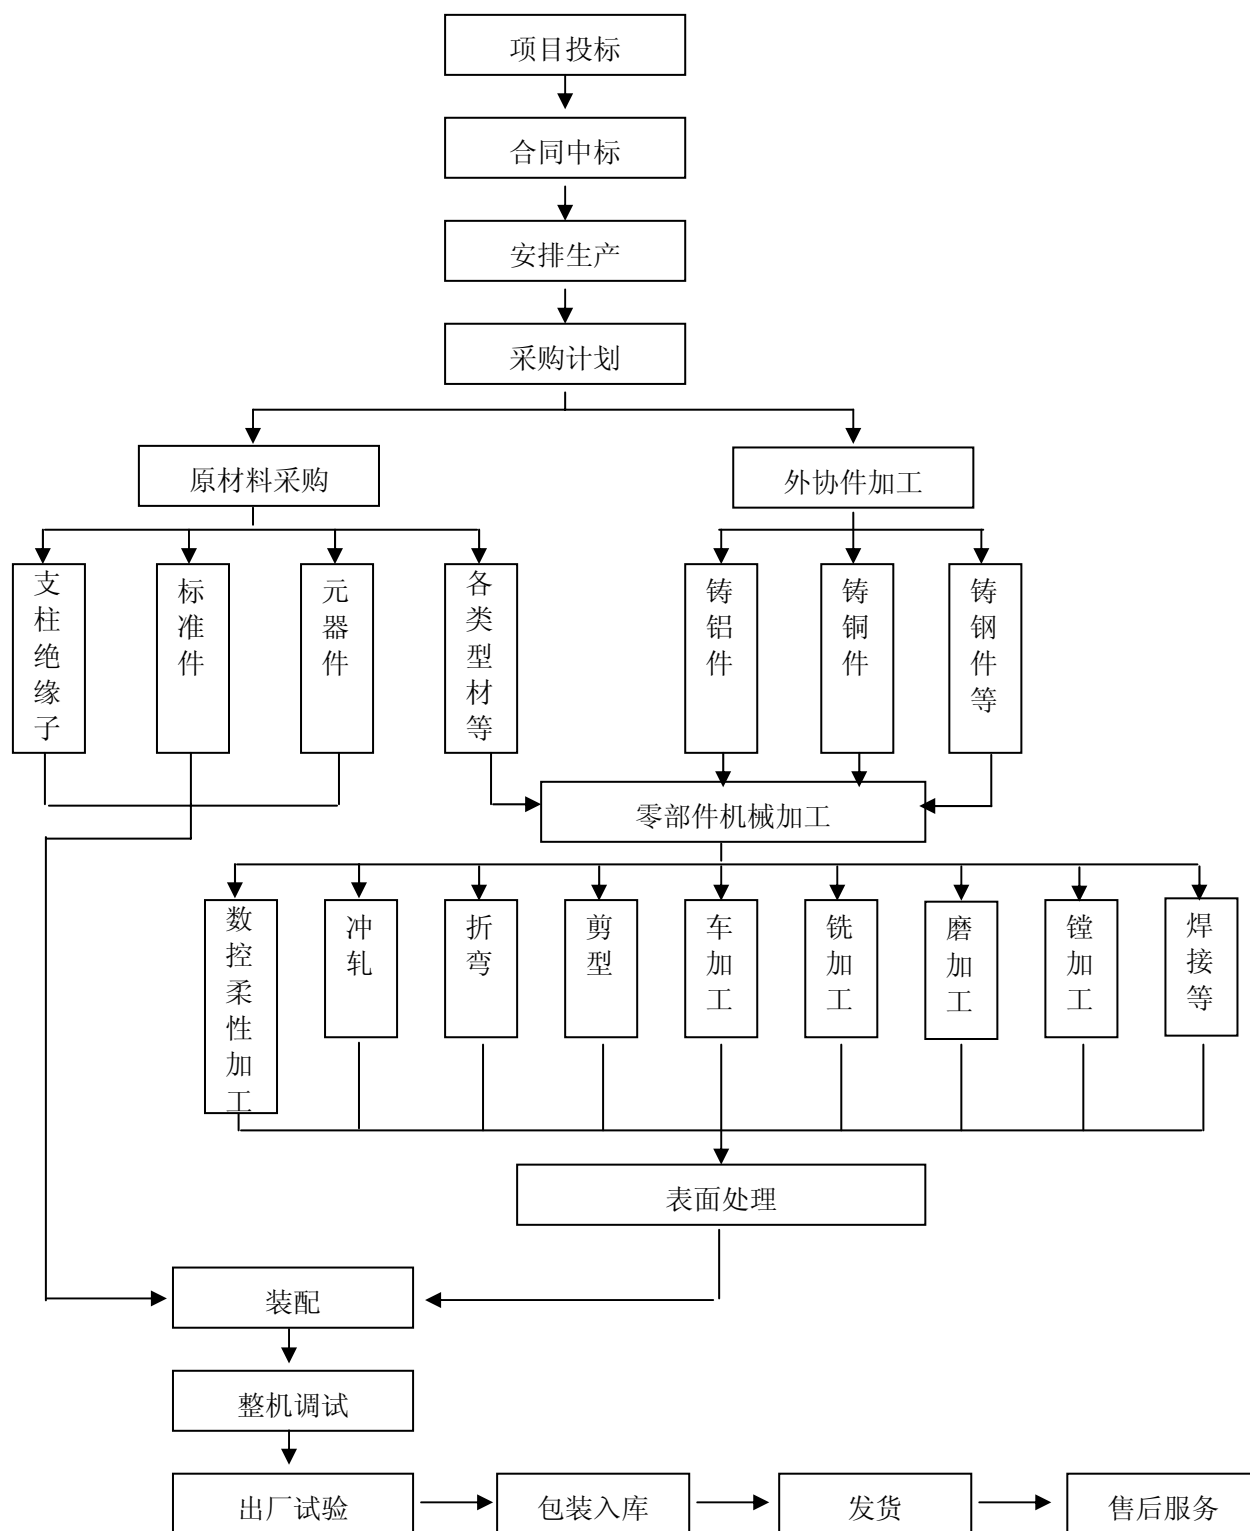 项目投标
合同中标
安排生产
采购计划
原材料采购
外协件加工
支柱绝缘子
标准件
元器件
各类型材等
铸铝件
铸铜件
铸钢件等
零部件机械加工
数控柔性加工
冲轧
折弯
剪型
车加工
铣加工
磨加工
镗加工
焊接等
表面处理
装配
整机调试
出厂试验
包装入库
发货
售后服务